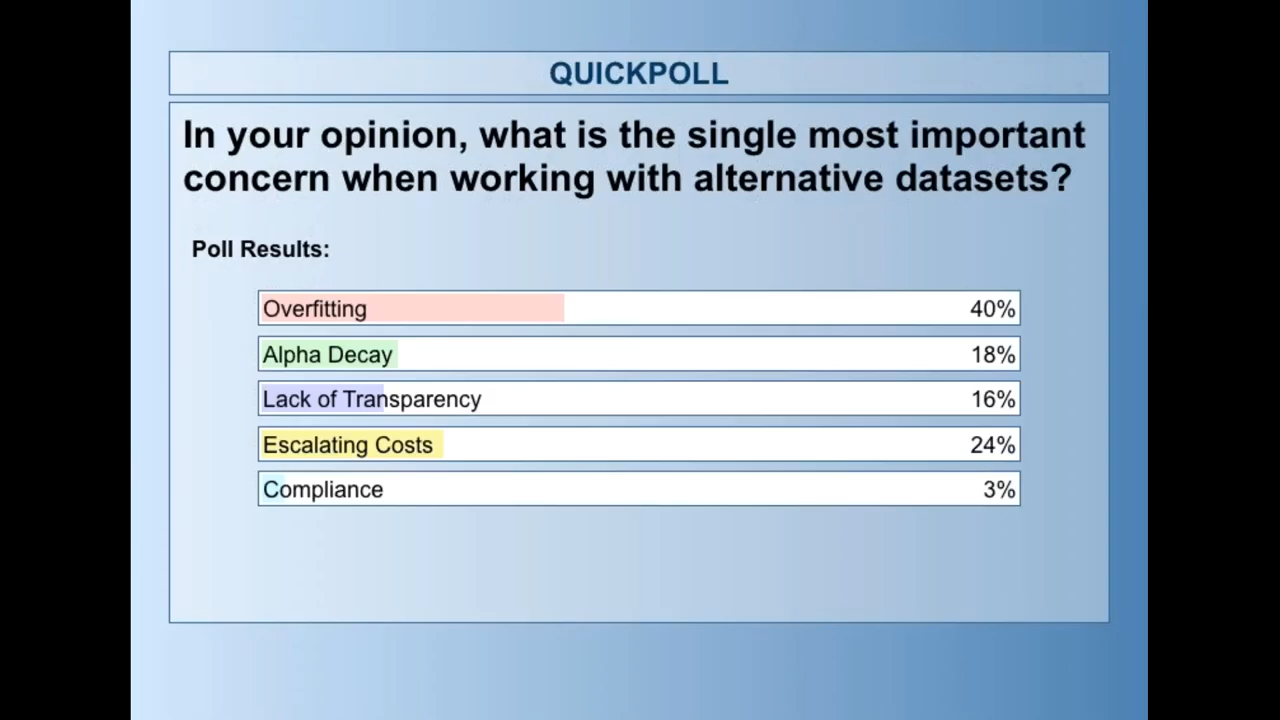 QUICKPOLL
In your opinion, what is the single most important
concern when working with alternative datasets?
Poll Results:
Overfitting 40%
Alpha Decay 18%
Lack of Transparency 16%
Escalating Costs 24%
Compliance 3%